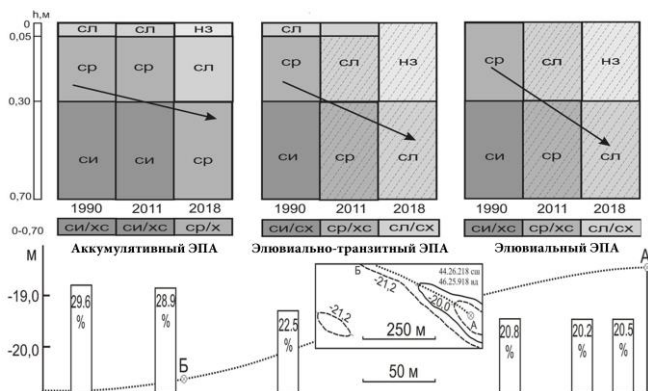 h,м
0
0,05
0,30
0,70
0-0,70
сл сл нз
ср ср сл
си си ср
1990 2011 2018
си/хс си/хс ср/х
Аккумулятивный ЭПА
сл
ср сл нз
си ср сл
1990 2011 2018
си/сх ср/хс сл/сх
Элювиально-транзитный ЭПА
ср сл нз
си ср сл
1990 2011 2018
си/хс ср/хс сл/сх
Элювиальный ЭПА
М
-19,0
-20,0
29.6 %
28.9 %
Б
22.5 %
Б
-21,2
-21,2
-20,0
А
44.26.218 сш
46.25.918 вд
250 м
50 м
20.8 %
20.2 %
20.5 %
А